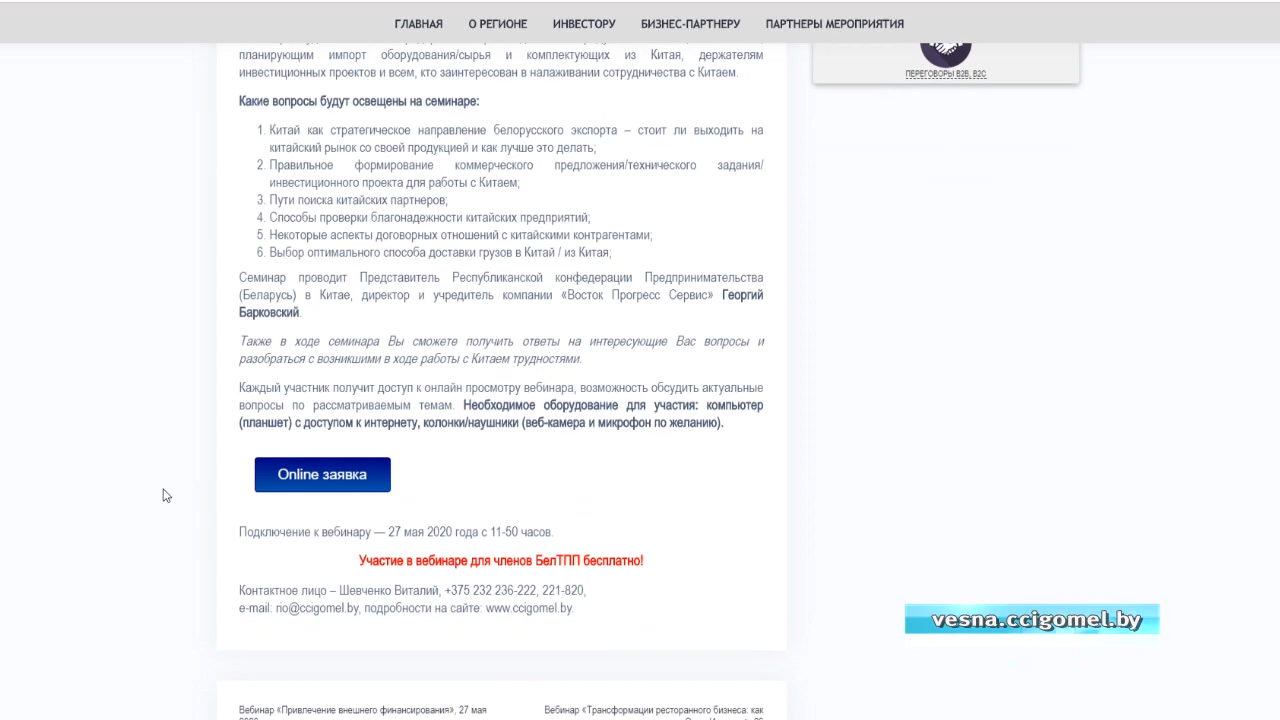 ГЛАВНАЯ О РЕГИОНЕ ИНВЕСТОРУ БИЗНЕС-ПАРТНЕРУ ПАРТНЕРЫ МЕРОПРИЯТИЯ
планирующим импорт оборудования/сырья и комплектующих из Китая, держателям
инвестиционных проектов и всем, кто заинтересован в налаживании сотрудничества с Китаем.
ПЕРЕГОВОРЫ B2B, B2C
Какие вопросы будут освещены на семинаре:
1. Китай как стратегическое направление белорусского экспорта – стоит ли выходить на
китайский рынок со своей продукцией и как лучше это делать;
2. Правильное формирование коммерческого предложения/технического задания/
инвестиционного проекта для работы с Китаем;
3. Пути поиска китайских партнеров;
4. Способы проверки благонадежности китайских предприятий;
5. Некоторые аспекты договорных отношений с китайскими контрагентами;
6. Выбор оптимального способа доставки грузов в Китай / из Китая;
Семинар проводит Представитель Республиканской конфедерации Предпринимательства
(Беларусь) в Китае, директор и учредитель компании «Восток Прогресс Сервис» Георгий
Барковский.
Также в ходе семинара Вы сможете получить ответы на интересующие Вас вопросы и
разобраться с возникшими в ходе работы с Китаем трудностями.
Каждый участник получит доступ к онлайн просмотру вебинара, возможность обсудить актуальные
вопросы по рассматриваемым темам. Необходимое оборудование для участия: компьютер
(планшет) с доступом к интернету, колонки/наушники (веб-камера и микрофон по желанию).
Online заявка
Подключение к вебинару — 27 мая 2020 года с 11-50 часов.
Участие в вебинаре для членов БелТПП бесплатно!
Контактное лицо – Шевченко Виталий, +375 232 236-222, 221-820,
e-mail: rio@ccigomel.by, подробности на сайте: www.ccigomel.by.
vesna.ccigomel.by
Вебинар «Привлечение внешнего финансирования», 27 мая
Вебинар «Трансформации ресторанного бизнеса: как